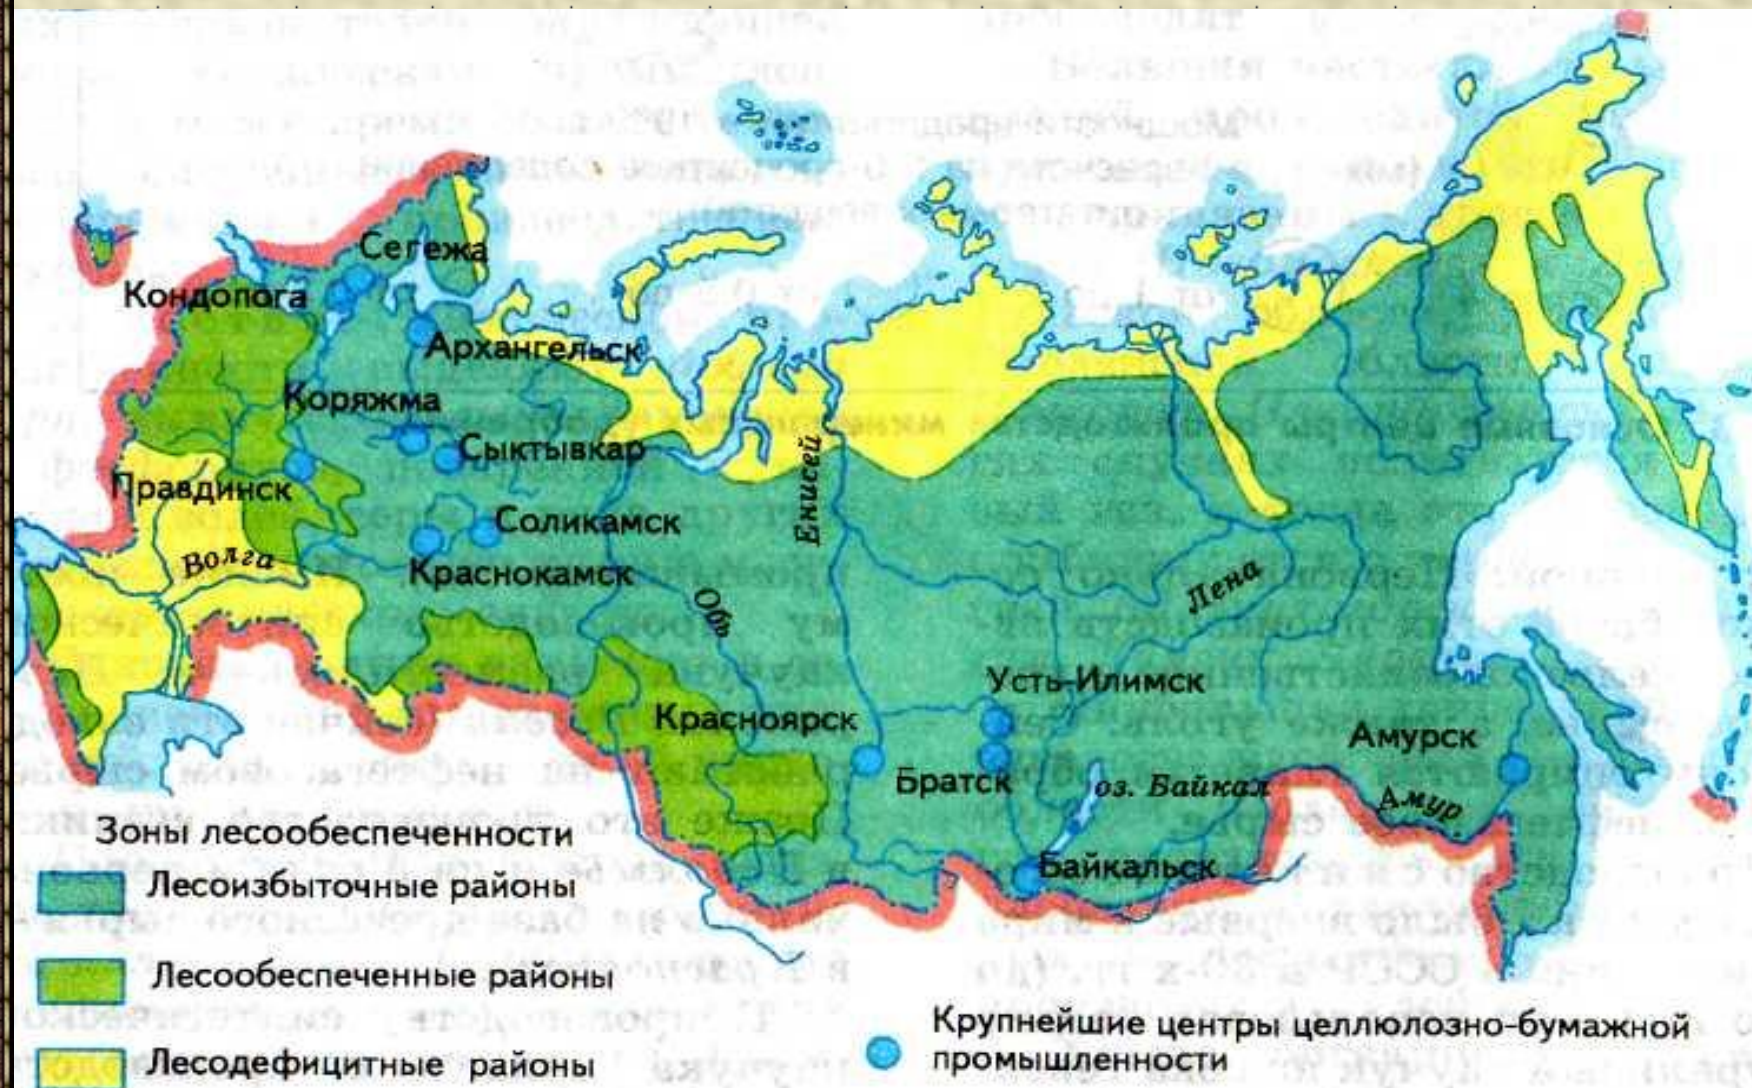 Сегежа
Кондопога
Архангельск
Коряжма
Сыктывкар
Правдинск
Енисей
Соликамск
Волга
Краснокамск
Обь
Лена
Усть-Илимск
Красноярск
Амурск
Братск
оз. Байкал
Амур
Байкальск
Зоны лесообеспеченности
Лесоизбыточные районы
Лесообеспеченные районы
Лесодефицитные районы
Крупнейшие центры целлюлозно-бумажной
промышленности